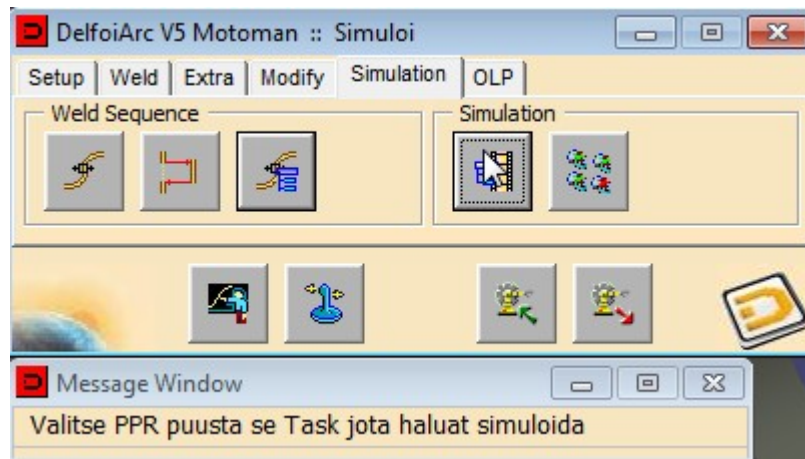 DelfoiArc V5 Motoman :: Simuloi
Setup Weld Extra Modify Simulation OLP
Weld Sequence Simulation
Message Window
Valitse PPR puusta se Task jota haluat simuloida